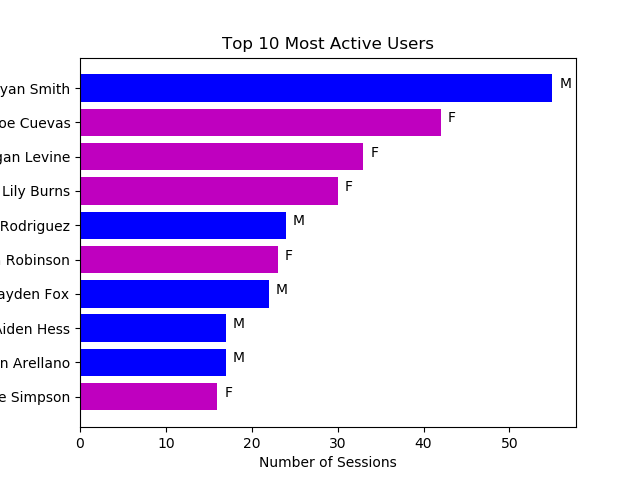 Top 10 Most Active Users
yan Smith M
oe Cuevas F
gan Levine F
Lily Burns F
Rodriguez M
Robinson F
ayden Fox M
Aiden Hess M
n Arellano M
e Simpson F
0 10 20 30 40 50
Number of Sessions